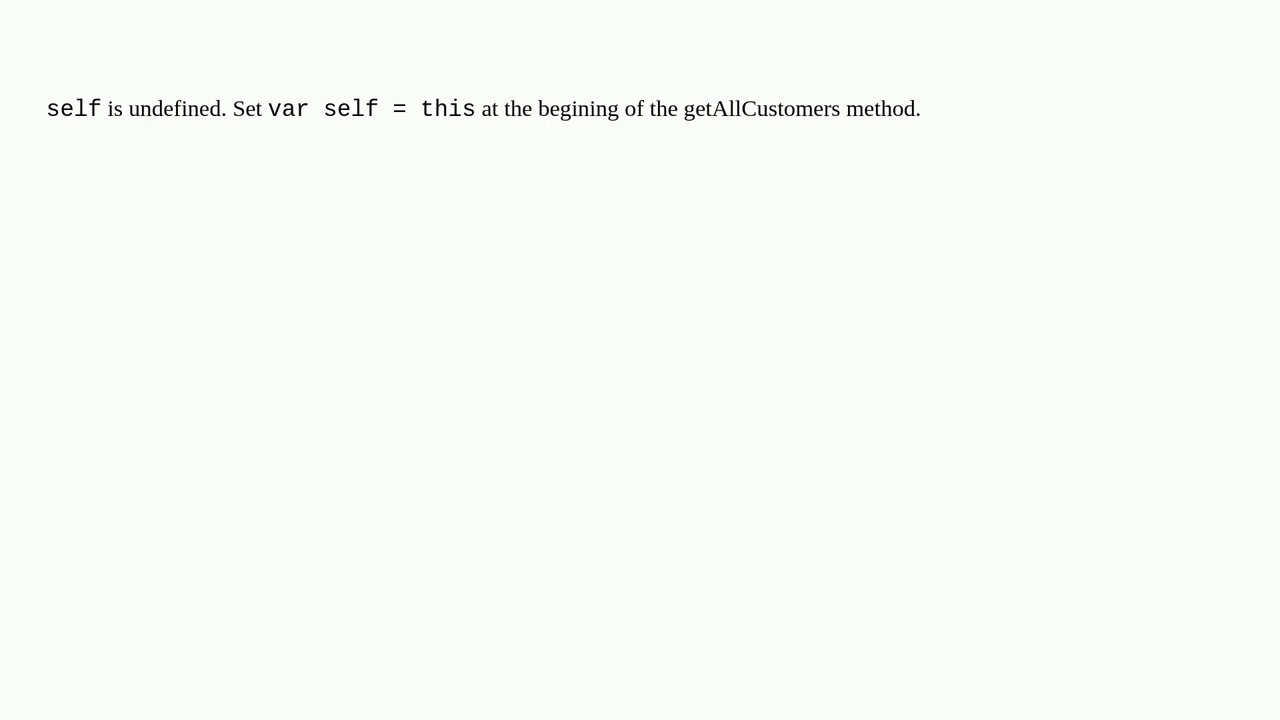 self is undefined. Set var self = this at the begining of the getAllCustomers method.